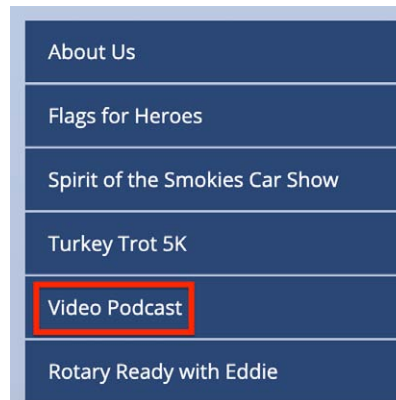 About Us
Flags for Heroes
Spirit of the Smokies Car Show
Turkey Trot 5K
Video Podcast
Rotary Ready with Eddie